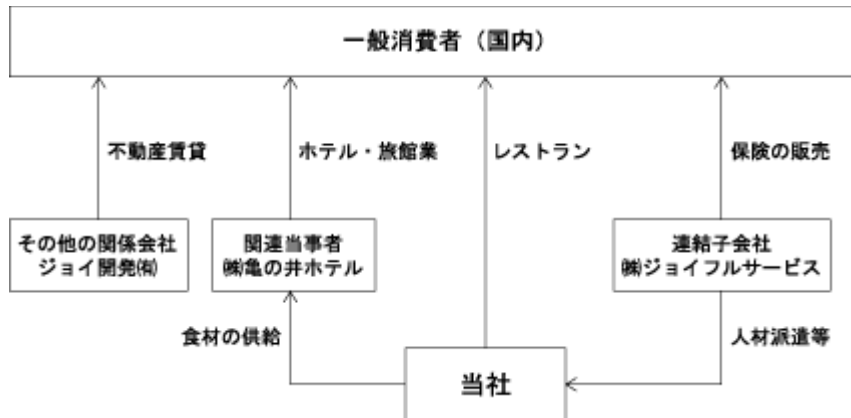 一般消費者（国内）
不動産賃貸
ホテル・旅館業
レストラン
保険の販売
その他の関係会社
ジョイ開発㈲
関連当事者
㈱亀の井ホテル
連結子会社
㈱ジョイフルサービス
食材の供給
人材派遣等
当社